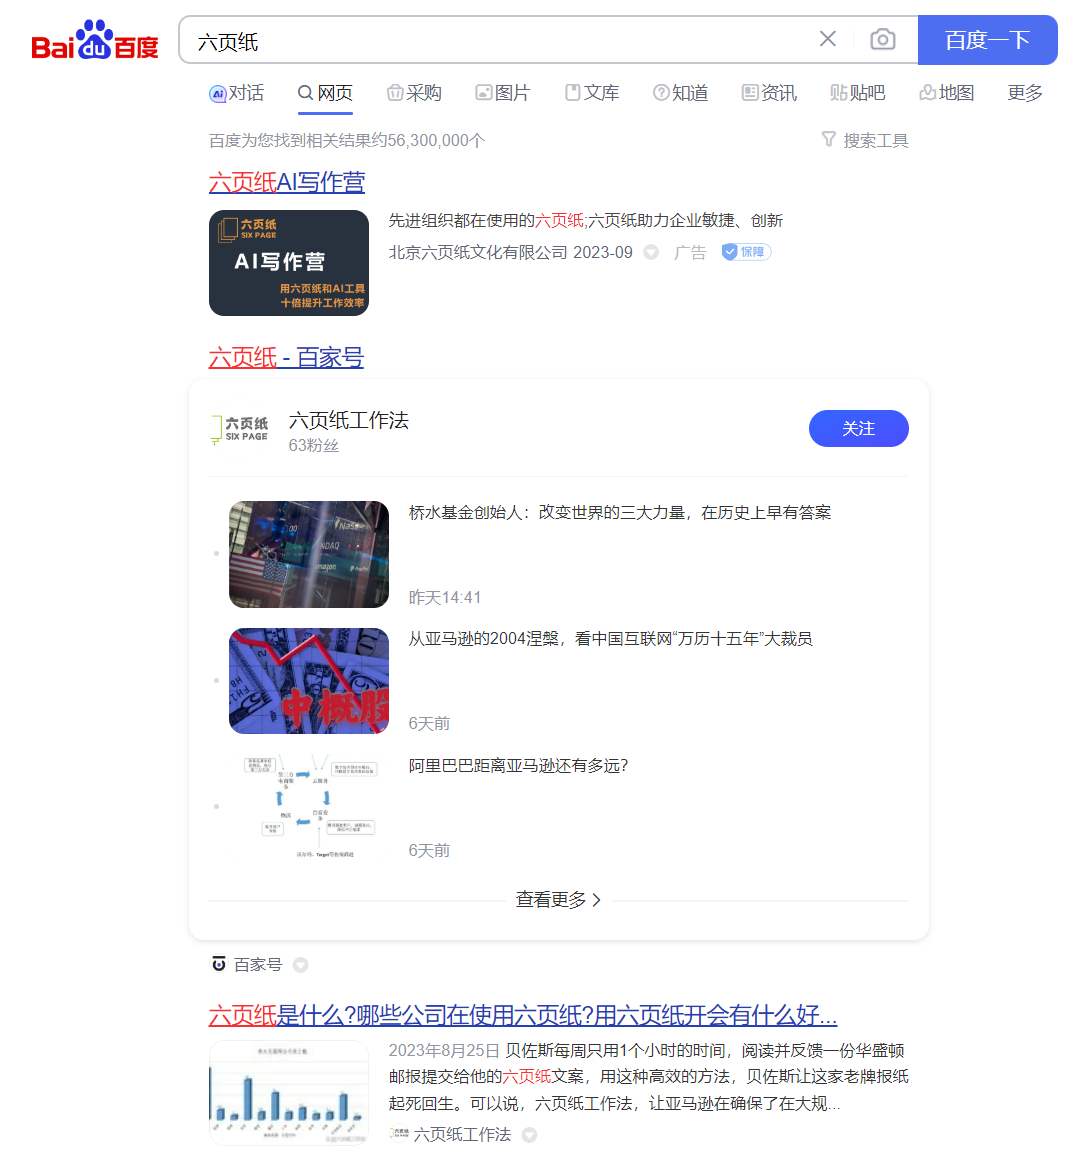 Bai du 百度
六页纸
百度一下
Ai 对话 网页 采购 图片 文库 知道 资讯 贴吧 地图 更多
百度为您找到相关结果约56,300,000个
搜索工具
六页纸AI写作营
六页纸
SIX PAGE
AI写作营
用六页纸和AI工具
十倍提升工作效率
先进组织都在使用的六页纸;六页纸助力企业敏捷、创新
北京六页纸文化有限公司 2023-09 广告 保障
六页纸 - 百家号
六页纸
SIX PAGE
六页纸工作法
63粉丝
关注
桥水基金创始人：改变世界的三大力量，在历史上早有答案
昨天14:41
从亚马逊的2004涅槃，看中国互联网“万历十五年”大裁员
中概股
6天前
阿里巴巴距离亚马逊还有多远？
6天前
查看更多
百家号
六页纸是什么?哪些公司在使用六页纸?用六页纸开会有什么好...
2023年8月25日 贝佐斯每周只用1个小时的时间，阅读并反馈一份华盛顿
邮报提交给他的六页纸文案，用这种高效的方法，贝佐斯让这家老牌报纸
起死回生。可以说，六页纸工作法，让亚马逊在确保了在大规...
六页纸工作法